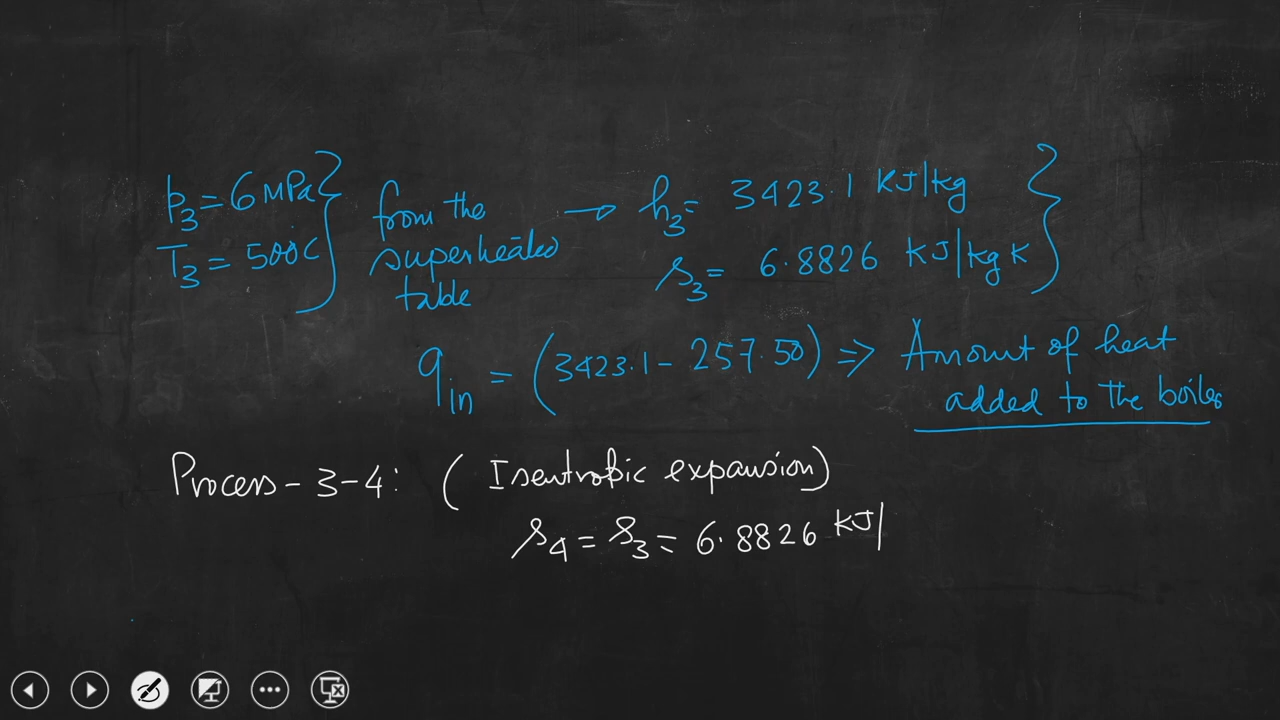 p₃ = 6 MPa
T₃ = 500°C
from the
superheated
table
→ h₃ = 3423.1 KJ/kg
s₃ = 6.8826 KJ/kg K
q_in = (3423.1 - 257.50) ⇒ Amount of heat
added to the boiler
Process - 3-4: (Isentropic expansion)
s₄ = s₃ = 6.8826 KJ/